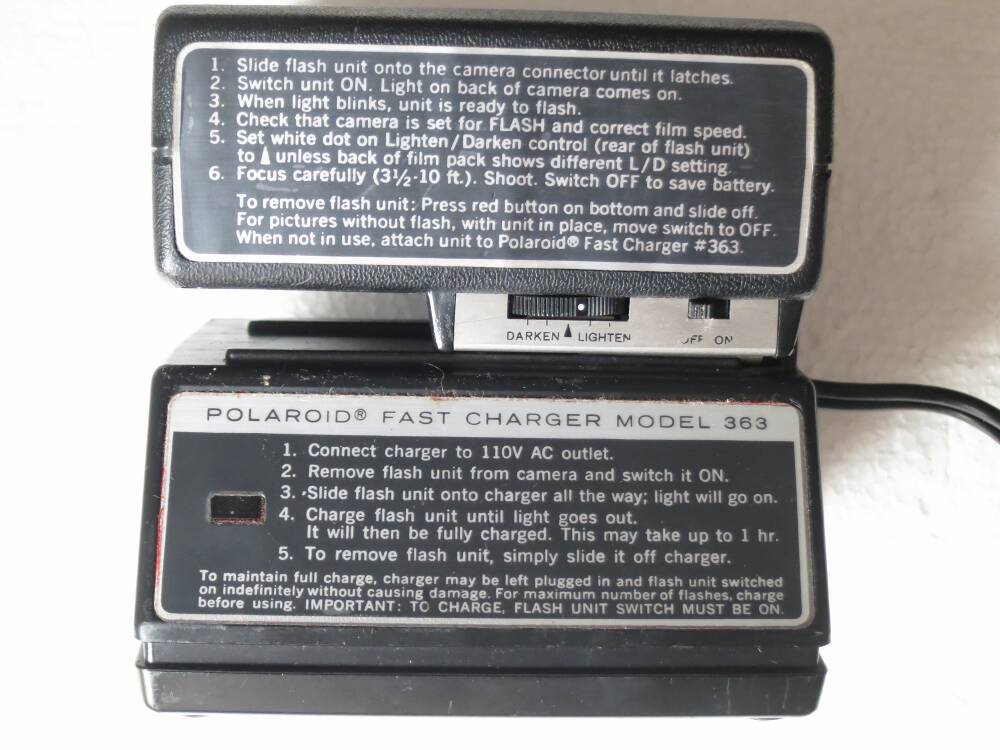 1. Slide flash unit onto the camera connector until it latches.
2. Switch unit ON. Light on back of camera comes on.
3. When light blinks, unit is ready to flash.
4. Check that camera is set for FLASH and correct film speed.
5. Set white dot on Lighten/Darken control (rear of flash unit)
to ▲ unless back of film pack shows different L/D setting.
6. Focus carefully (3½-10 ft.). Shoot. Switch OFF to save battery.
To remove flash unit: Press red button on bottom and slide off.
For pictures without flash, with unit in place, move switch to OFF.
When not in use, attach unit to Polaroid® Fast Charger #363.
DARKEN ▲ LIGHTEN OFF ON
POLAROID® FAST CHARGER MODEL 363
1. Connect charger to 110V AC outlet.
2. Remove flash unit from camera and switch it ON.
3. Slide flash unit onto charger all the way; light will go on.
4. Charge flash unit until light goes out.
It will then be fully charged. This may take up to 1 hr.
5. To remove flash unit, simply slide it off charger.
To maintain full charge, charger may be left plugged in and flash unit switched
on indefinitely without causing damage. For maximum number of flashes, charge
before using. IMPORTANT: TO CHARGE, FLASH UNIT SWITCH MUST BE ON.